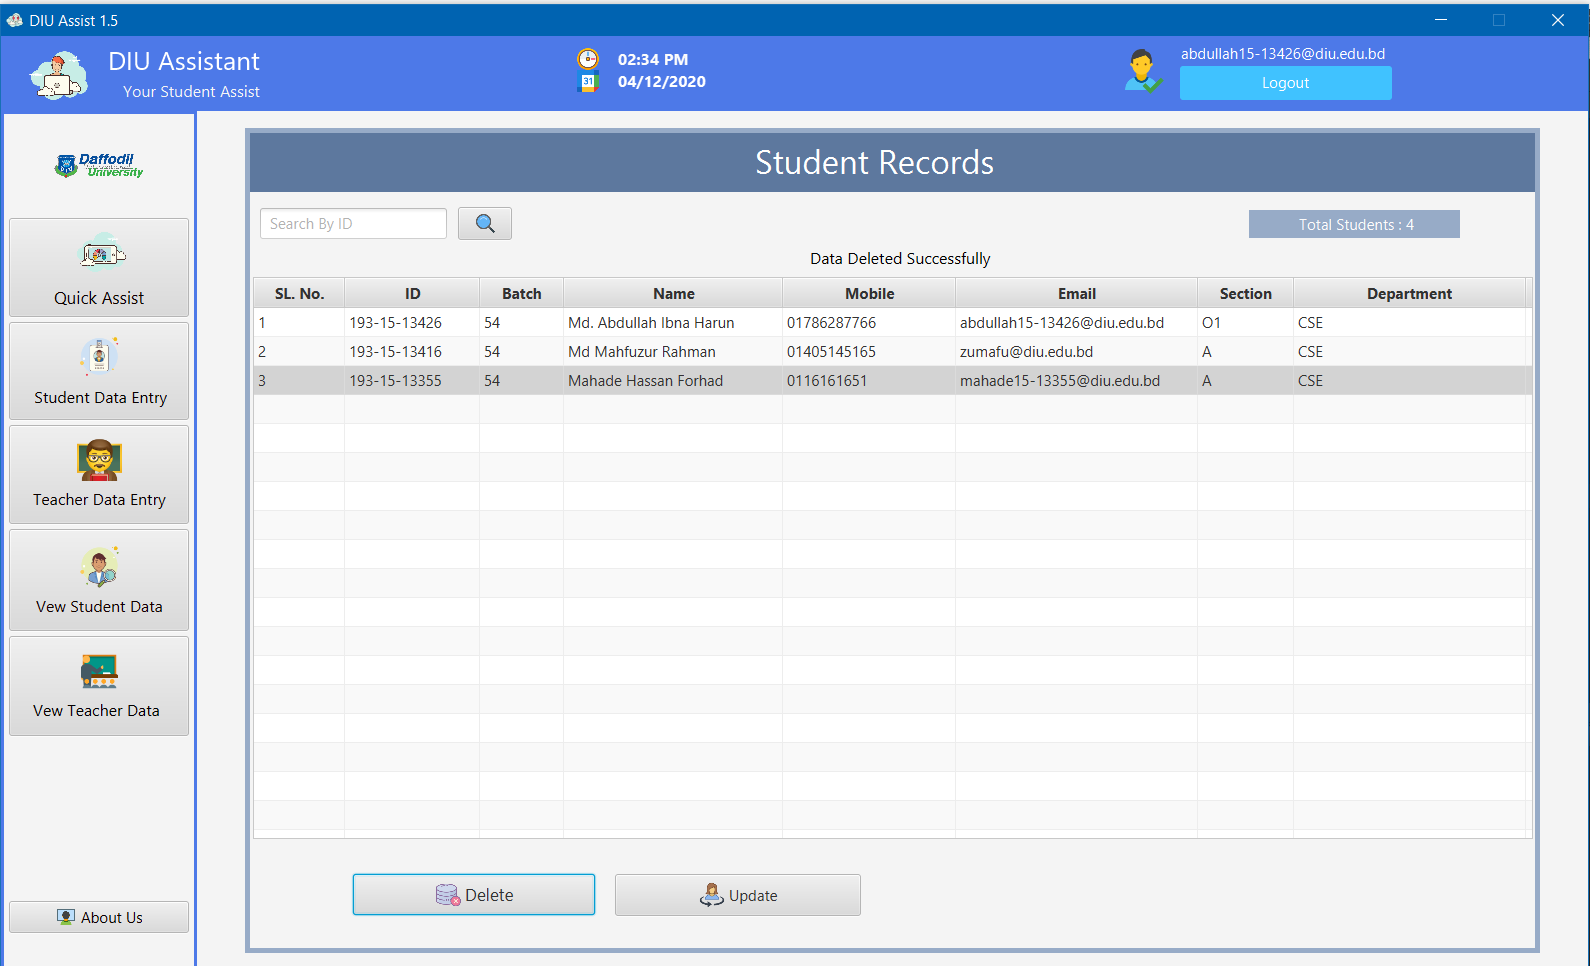 DIU Assist 1.5
DIU Assistant
Your Student Assist
02:34 PM
31
04/12/2020
abdullah15-13426@diu.edu.bd
Logout
Daffodil
University
Quick Assist
Student Data Entry
Teacher Data Entry
Vew Student Data
Vew Teacher Data
About Us
Student Records
Search By ID
Total Students : 4
Data Deleted Successfully
SL. No. ID Batch Name Mobile Email Section Department
1 193-15-13426 54 Md. Abdullah Ibna Harun 01786287766 abdullah15-13426@diu.edu.bd O1 CSE
2 193-15-13416 54 Md Mahfuzur Rahman 01405145165 zumafu@diu.edu.bd A CSE
3 193-15-13355 54 Mahade Hassan Forhad 0116161651 mahade15-13355@diu.edu.bd A CSE
Delete
Update